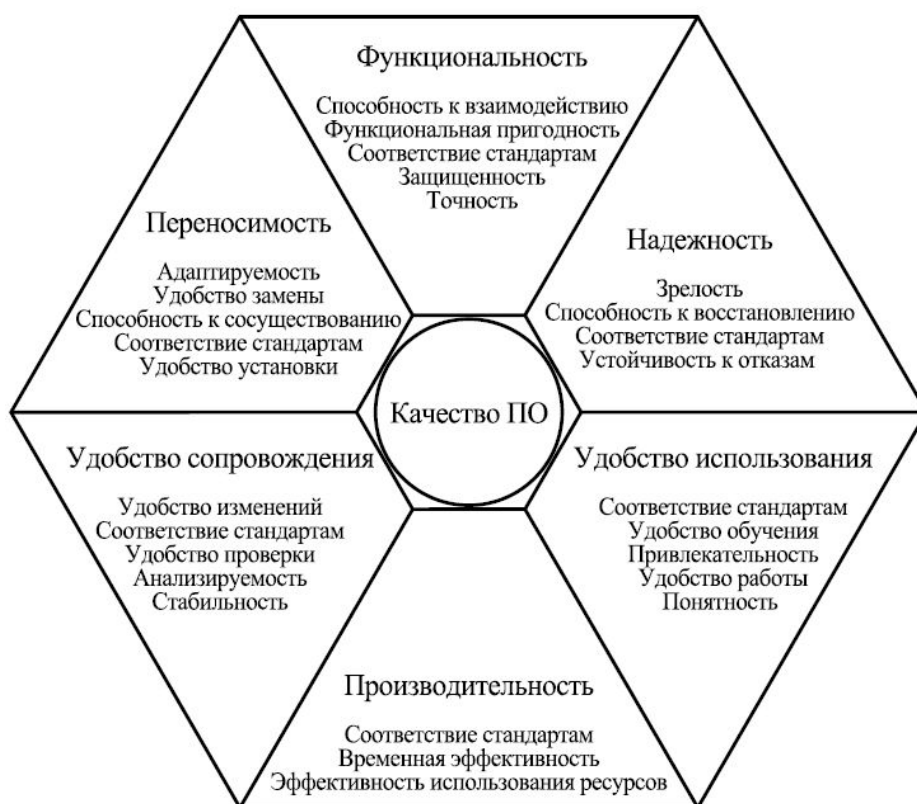 Функциональность
Способность к взаимодействию
Функциональная пригодность
Соответствие стандартам
Защищенность
Точность
Переносимость
Адаптируемость
Удобство замены
Способность к сосуществованию
Соответствие стандартам
Удобство установки
Надежность
Зрелость
Способность к восстановлению
Соответствие стандартам
Устойчивость к отказам
Качество ПО
Удобство сопровождения
Удобство изменений
Соответствие стандартам
Удобство проверки
Анализируемость
Стабильность
Удобство использования
Соответствие стандартам
Удобство обучения
Привлекательность
Удобство работы
Понятность
Производительность
Соответствие стандартам
Временная эффективность
Эффективность использования ресурсов